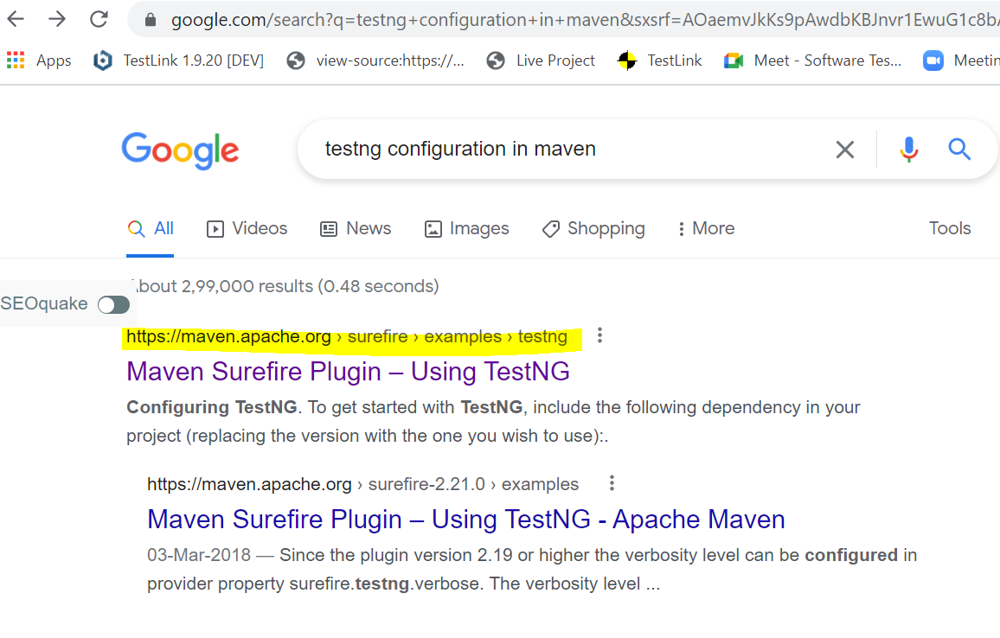 google.com/search?q=testng+configuration+in+maven&sxsrf=AOaemvJkKs9pAwdbKBJnvr1EwuG1c8bA
Apps TestLink 1.9.20 [DEV] view-source:https://... Live Project TestLink Meet - Software Tes... Meetin
Google testng configuration in maven
All Videos News Images Shopping More Tools
About 2,99,000 results (0.48 seconds)
SEOquake
https://maven.apache.org › surefire › examples › testng
Maven Surefire Plugin – Using TestNG
Configuring TestNG. To get started with TestNG, include the following dependency in your
project (replacing the version with the one you wish to use):.
https://maven.apache.org › surefire-2.21.0 › examples
Maven Surefire Plugin – Using TestNG - Apache Maven
03-Mar-2018 — Since the plugin version 2.19 or higher the verbosity level can be configured in
provider property surefire.testng.verbose. The verbosity level ...